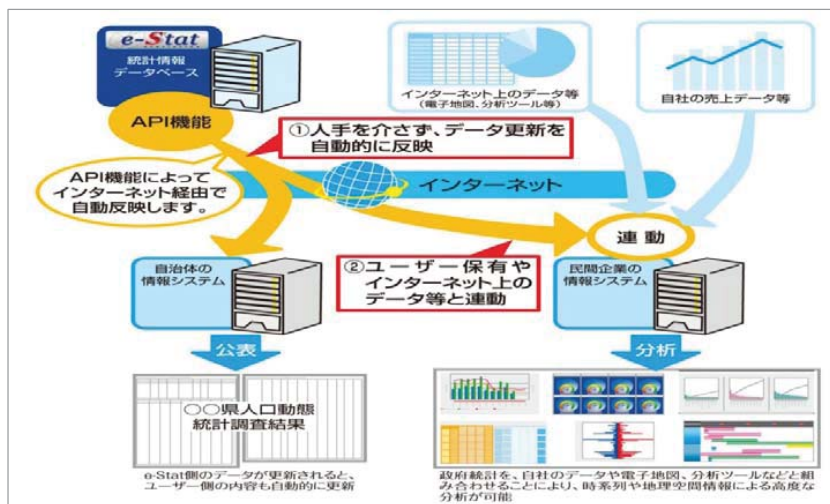 e-Stat
統計情報
データベース
API機能
インターネット上のデータ等
(電子地図、分析ツール等)
自社の売上データ等
①人手を介さず、データ更新を
自動的に反映
API機能によって
インターネット経由で
自動反映します。
インターネット
連動
自治体の
情報システム
②ユーザー保有や
インターネット上の
データ等と連動
民間企業の
情報システム
公表
分析
〇〇県人口動態
統計調査結果
e-Stat側のデータが更新されると、
ユーザー側の内容も自動的に更新
政府統計を、自社のデータや電子地図、分析ツールなどと組
み合わせることにより、時系列や地理空間情報による高度な
分析が可能